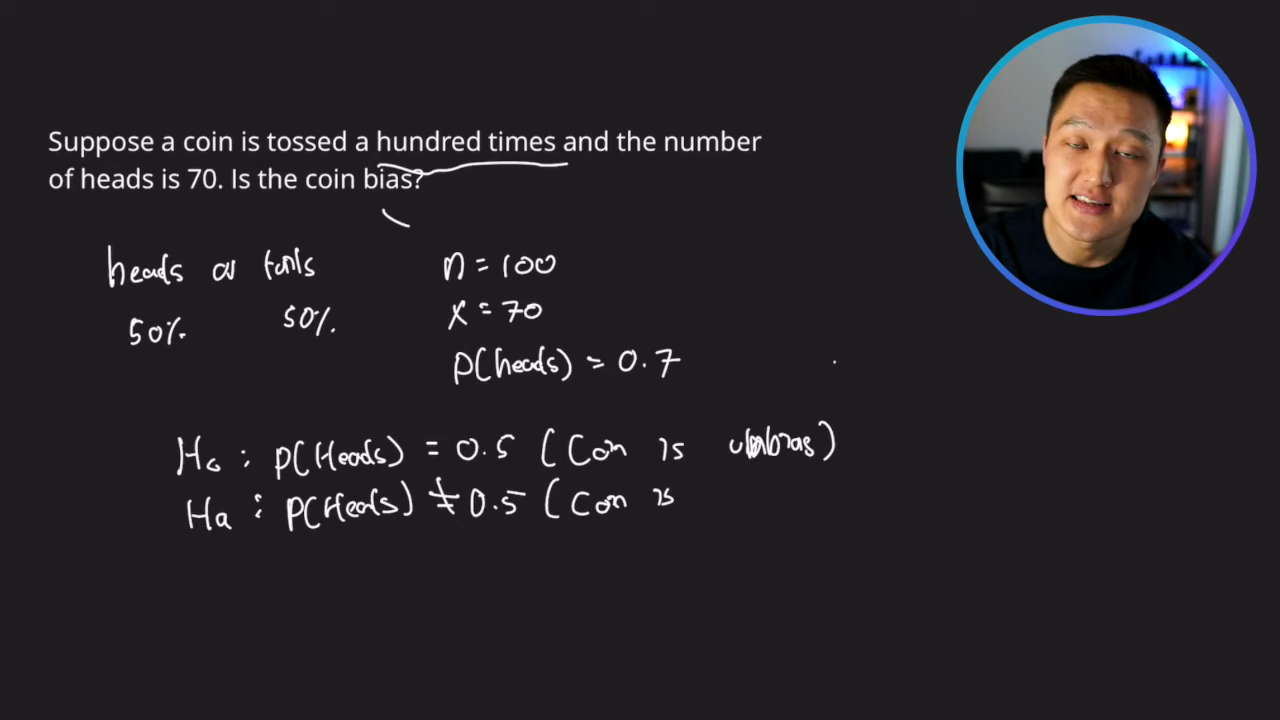 Suppose a coin is tossed a hundred times and the number
of heads is 70. Is the coin bias?
heads or tails
50% 50%
n = 100
x = 70
P(heads) = 0.7
H₀ : P(Heads) = 0.5 (Coin is unbias)
Ha : P(Heads) ≠ 0.5 (Coin is